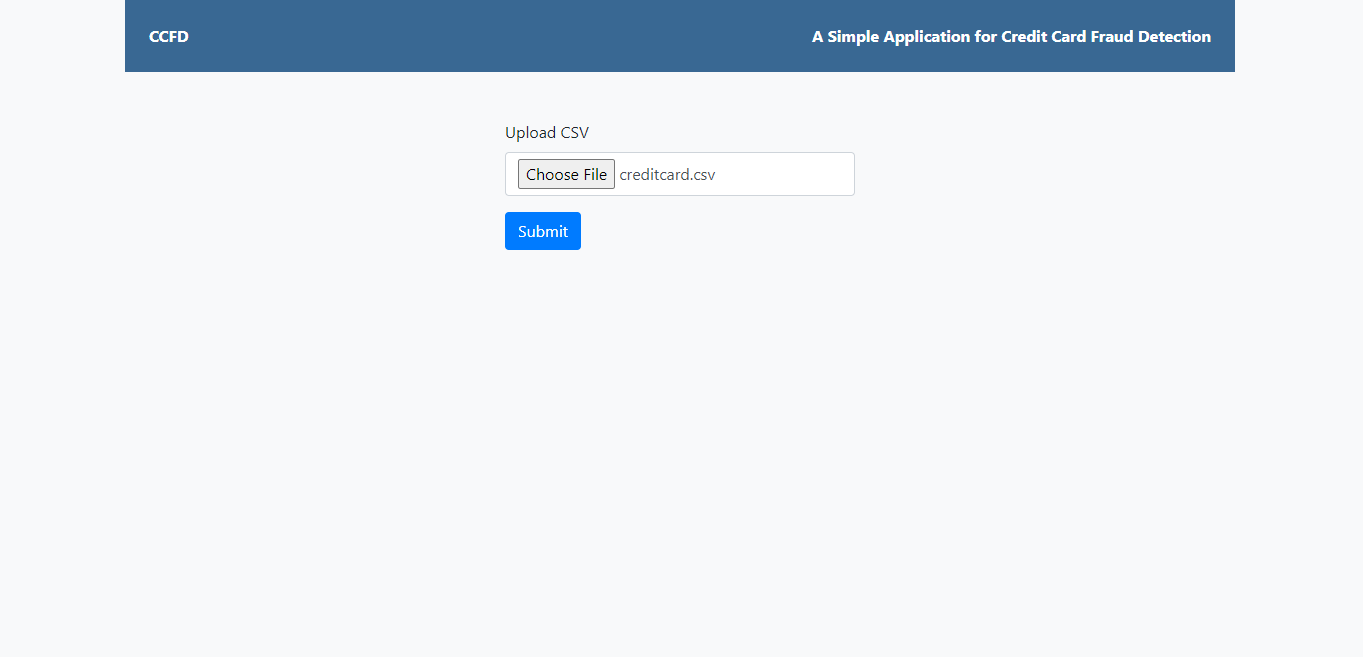 CCFD A Simple Application for Credit Card Fraud Detection
Upload CSV
Choose File creditcard.csv
Submit